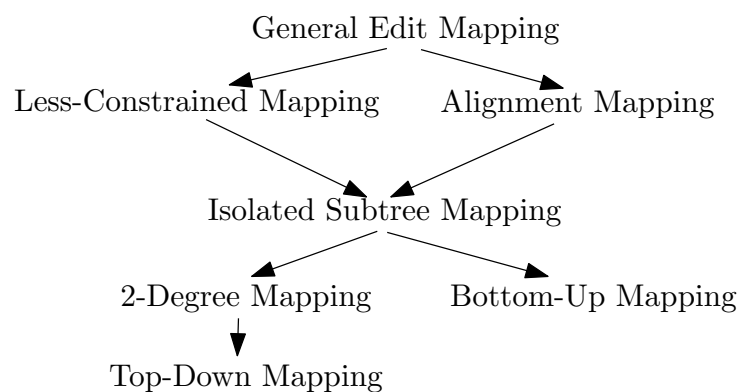 General Edit Mapping
Less-Constrained Mapping
Alignment Mapping
Isolated Subtree Mapping
2-Degree Mapping
Bottom-Up Mapping
Top-Down Mapping